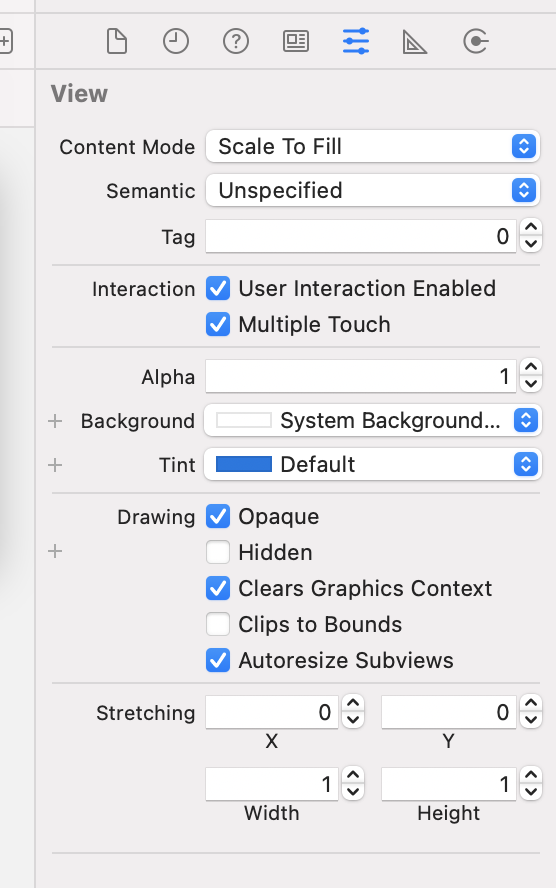 View
Content Mode Scale To Fill
Semantic Unspecified
Tag 0
Interaction User Interaction Enabled
Multiple Touch
Alpha 1
Background System Background...
Tint Default
Drawing Opaque
Hidden
Clears Graphics Context
Clips to Bounds
Autoresize Subviews
Stretching 0 0
X Y
1 1
Width Height